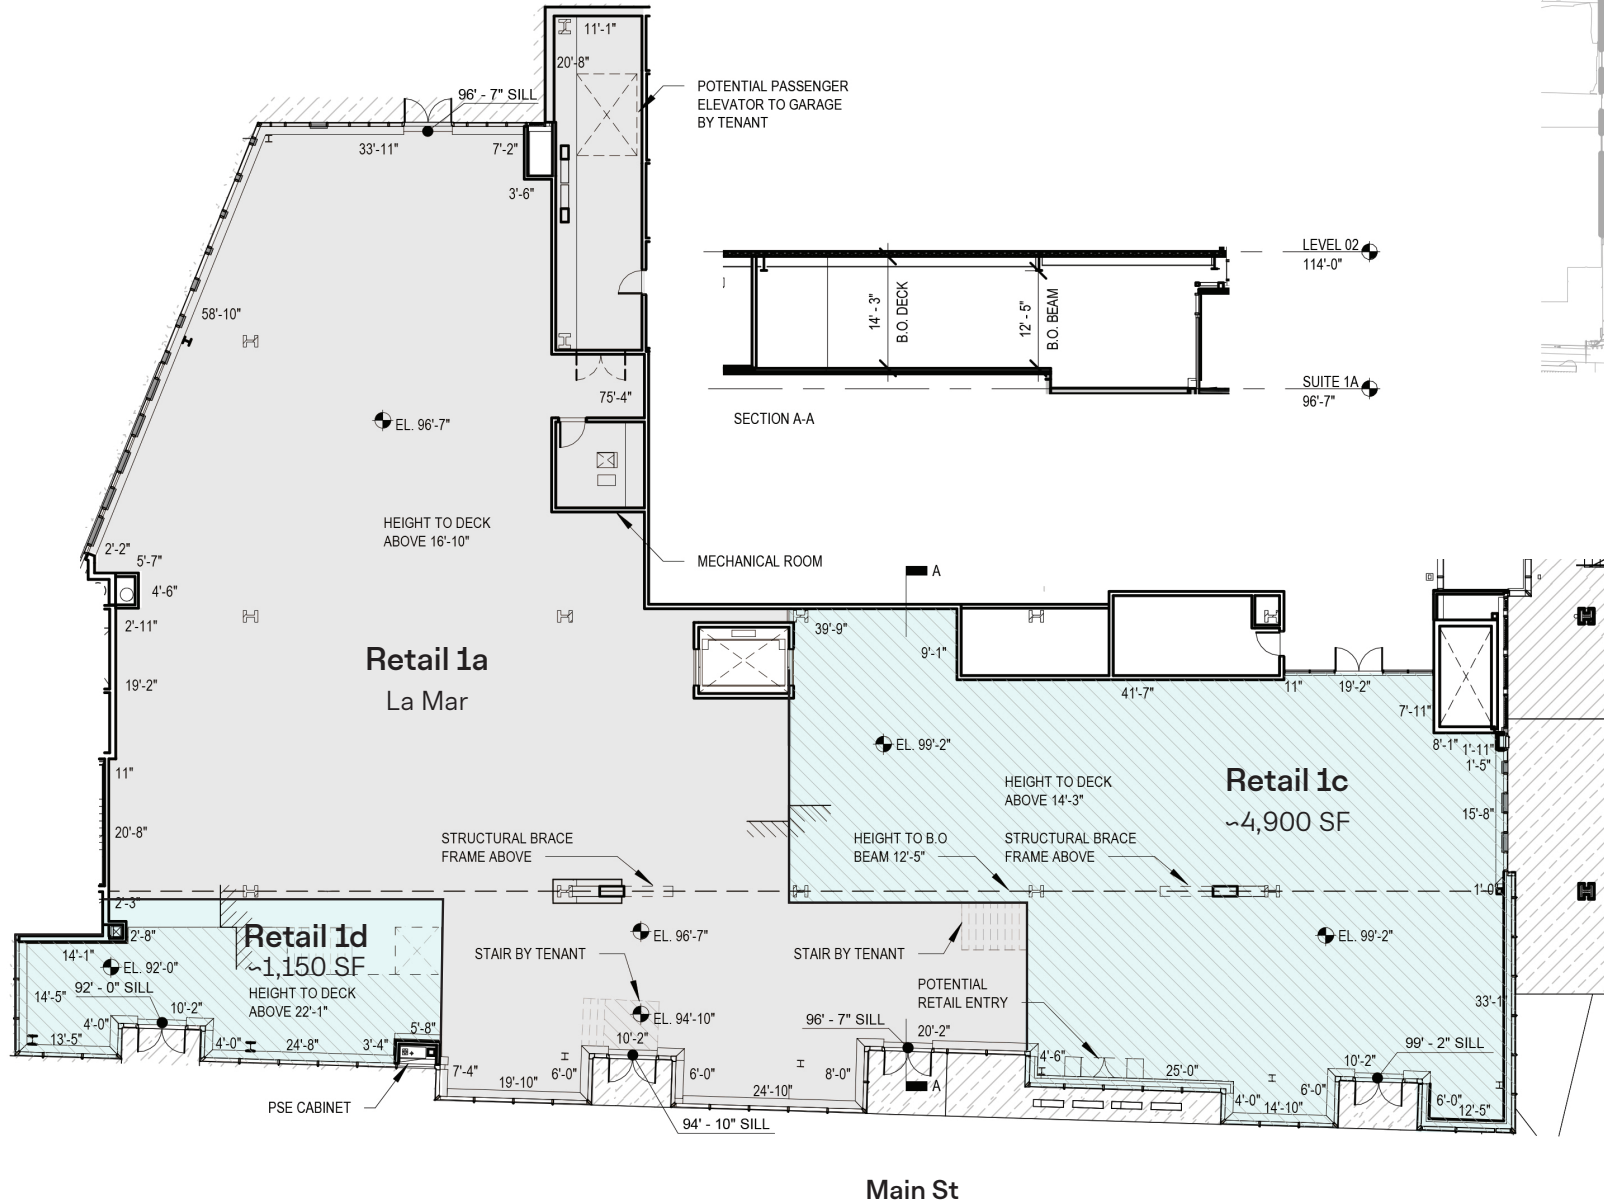 11'-1"
20'-8"
96' - 7" SILL
POTENTIAL PASSENGER
ELEVATOR TO GARAGE
BY TENANT
33'-11"
7'-2"
3'-6"
58'-10"
LEVEL 02
114'-0"
14' - 3"
B.O. DECK
12' - 5"
B.O. BEAM
SUITE 1A
96'-7"
SECTION A-A
75'-4"
EL. 96'-7"
HEIGHT TO DECK
ABOVE 16'-10"
MECHANICAL ROOM
2'-2"
5'-7"
4'-6"
2'-11"
A
39'-9"
9'-1"
Retail 1a
La Mar
19'-2"
41'-7"
11"
19'-2"
7'-11"
8'-1"
1'-11"
1'-5"
EL. 99'-2"
11"
HEIGHT TO DECK
ABOVE 14'-3"
Retail 1c
~4,900 SF
15'-8"
20'-8"
STRUCTURAL BRACE
FRAME ABOVE
HEIGHT TO B.O
BEAM 12'-5"
STRUCTURAL BRACE
FRAME ABOVE
1'-0"
2'-3"
2'-8"
Retail 1d
~1,150 SF
EL. 96'-7"
EL. 99'-2"
14'-1"
EL. 92'-0"
STAIR BY TENANT
STAIR BY TENANT
92' - 0" SILL
14'-5"
HEIGHT TO DECK
ABOVE 22'-1"
POTENTIAL
RETAIL ENTRY
33'-1
10'-2"
4'-0"
EL. 94'-10"
96' - 7" SILL
20'-2"
13'-5"
4'-0"
24'-8"
3'-4"
5'-8"
10'-2"
99' - 2" SILL
7'-4"
6'-0"
6'-0"
8'-0"
4'-6"
25'-0"
10'-2"
19'-10"
24'-10"
A
4'-0"
14'-10"
6'-0"
6'-0"
12'-5"
PSE CABINET
94' - 10" SILL
Main St